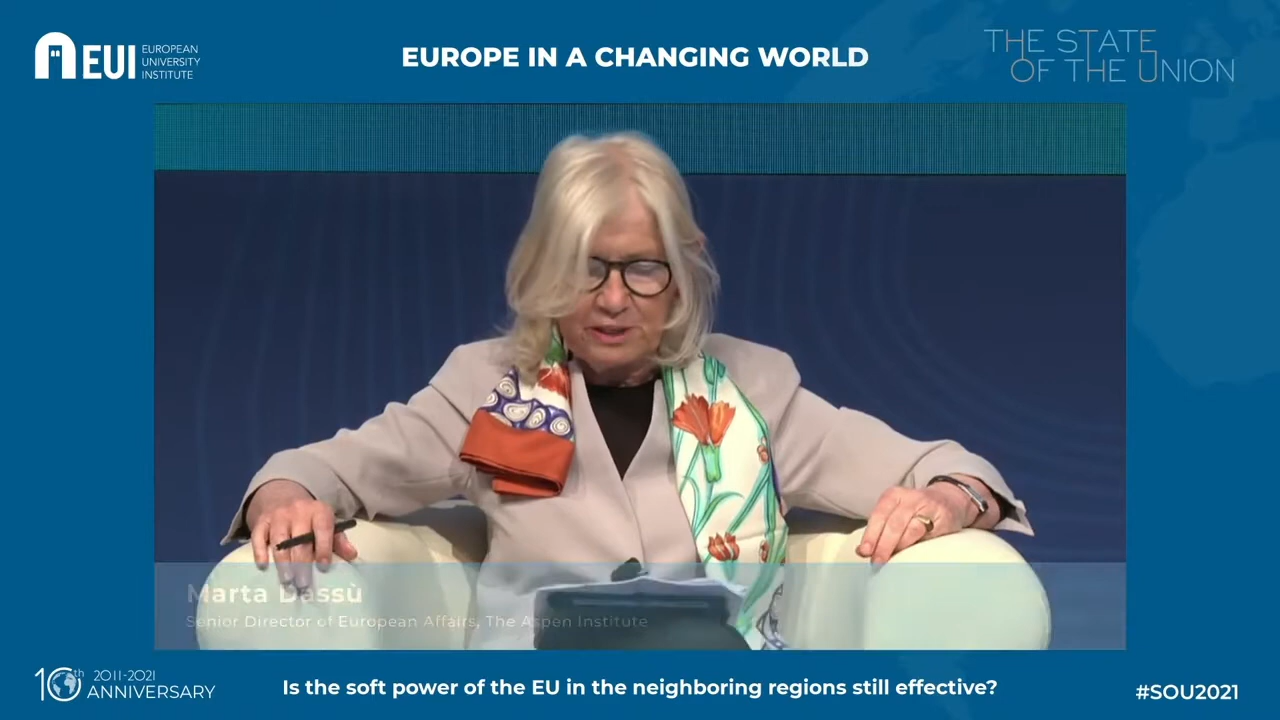 EUI
EUROPEAN
UNIVERSITY
INSTITUTE
EUROPE IN A CHANGING WORLD
THE STATE
OF THE UNION
Marta Dassù
Senior Director of European Affairs, The Aspen Institute
10th
2011-2021
ANNIVERSARY
Is the soft power of the EU in the neighboring regions still effective?
#SOU2021